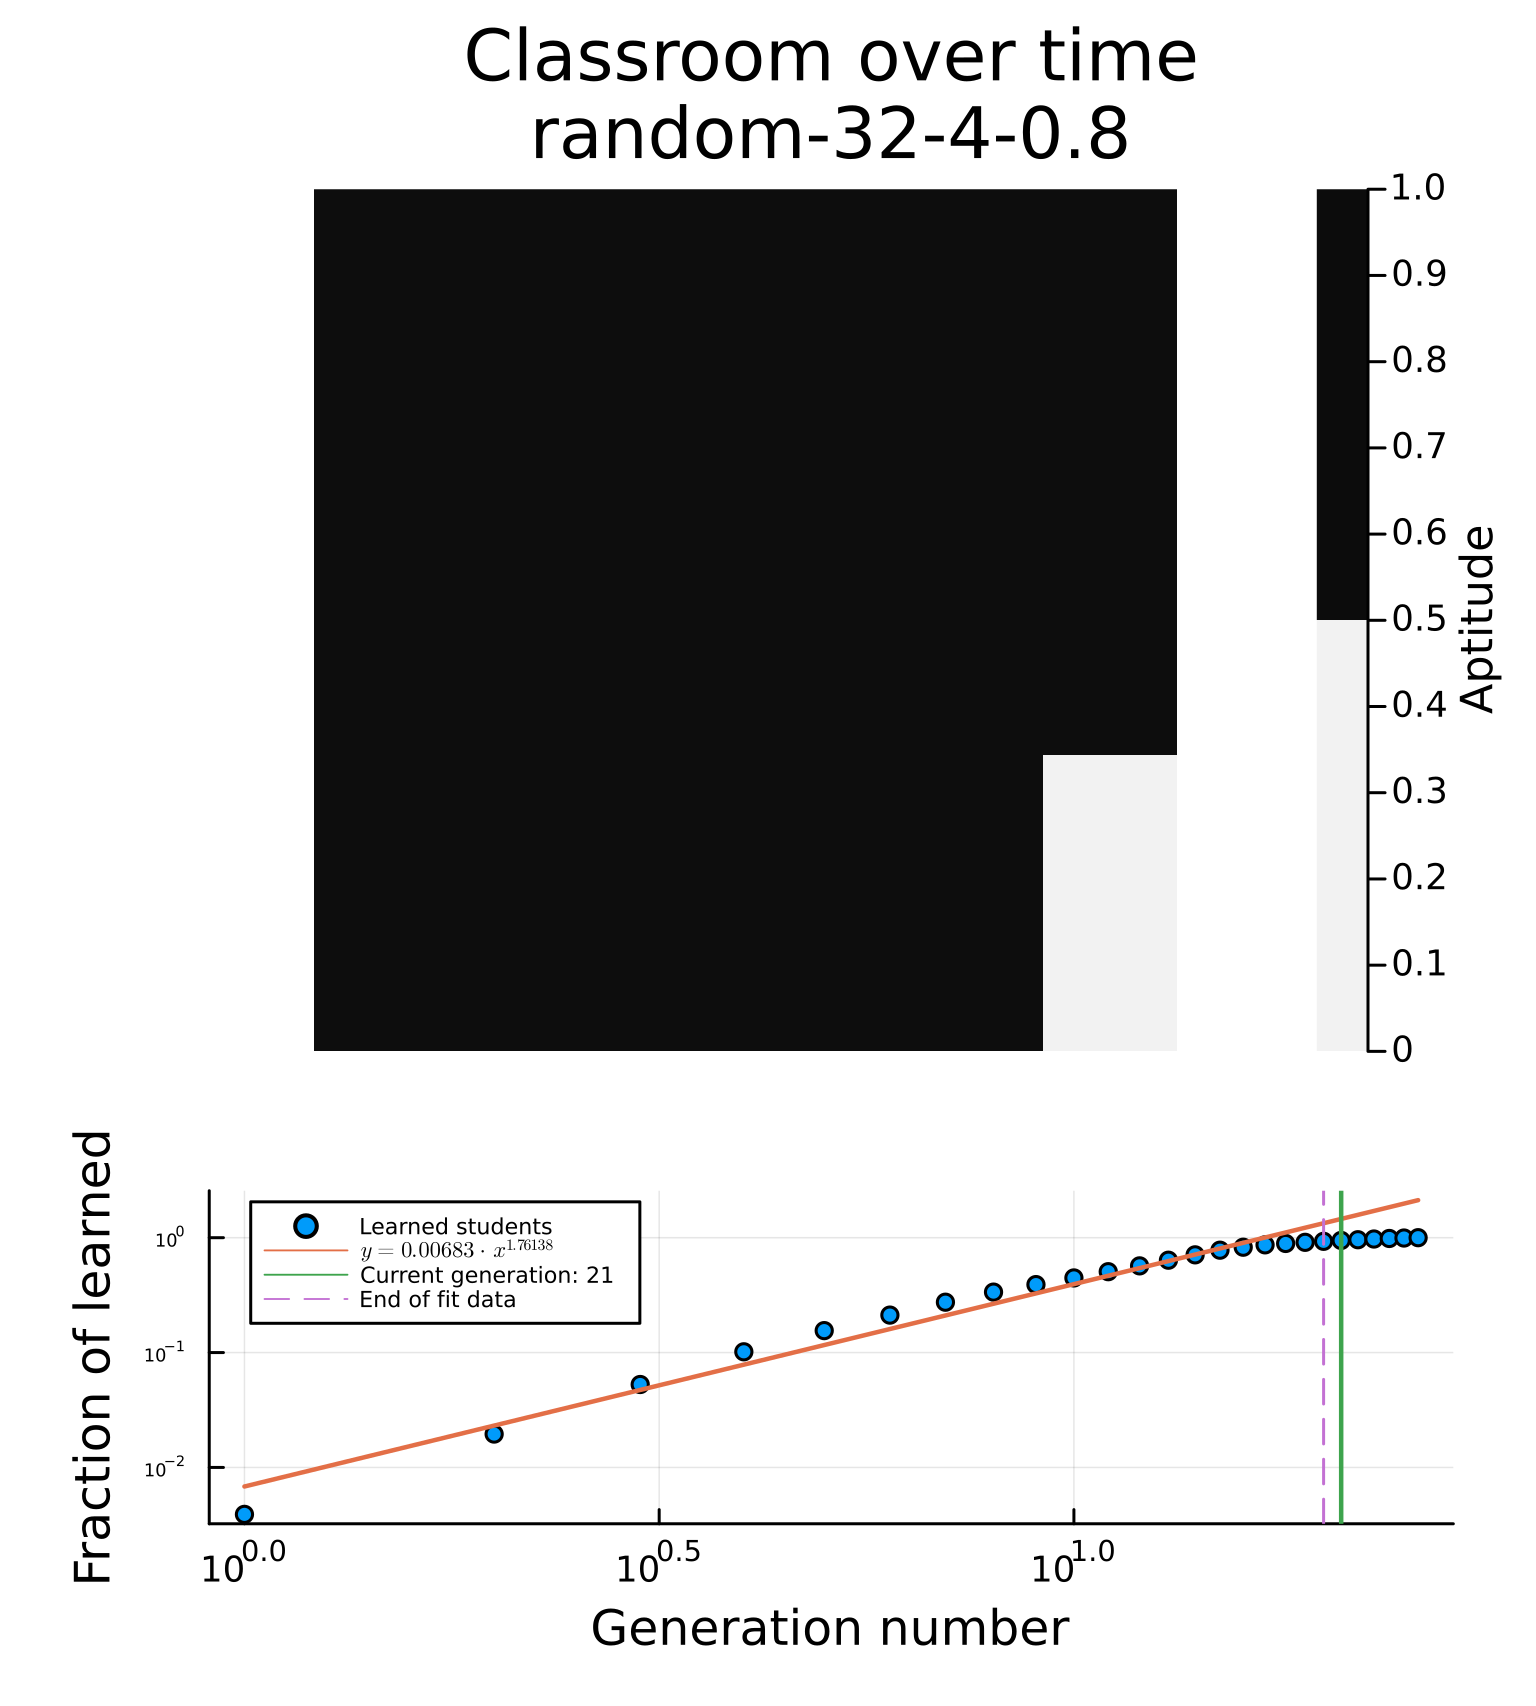 Classroom over time
random-32-4-0.8
1.0
0.9
0.8
0.7
0.6
0.5
0.4
0.3
0.2
0.1
0
Aptitude
Fraction of learned
10⁰
10⁻¹
10⁻²
Learned students
y = 0.00683 · x^1.76138
Current generation: 21
End of fit data
10^0.0
10^0.5
10^1.0
Generation number